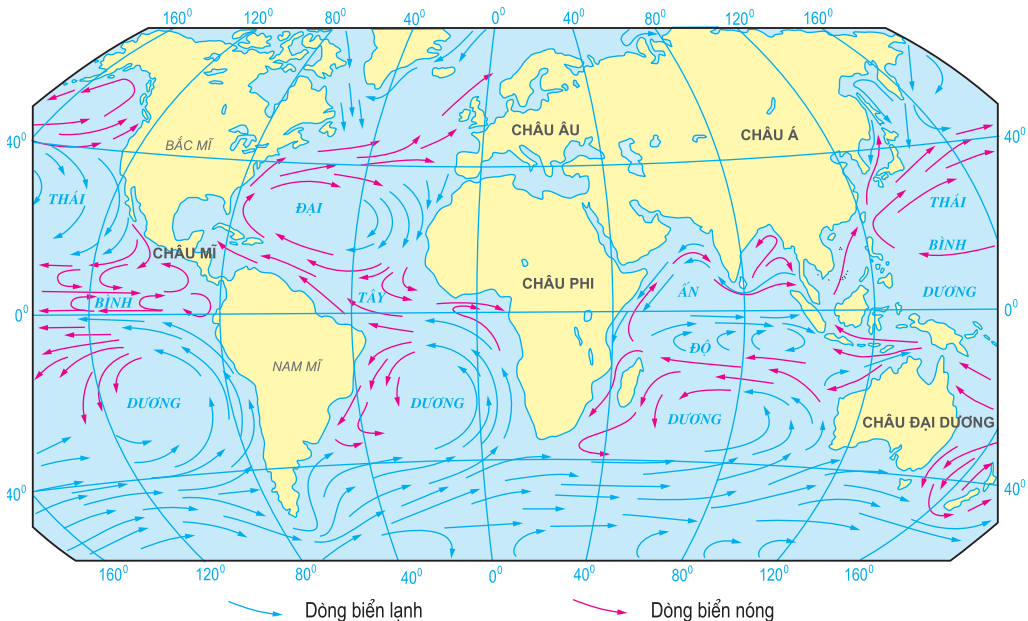 160⁰ 120⁰ 80⁰ 40⁰ 0⁰ 40⁰ 80⁰ 120⁰ 160⁰
40⁰
40⁰
BẮC MĨ
CHÂU ÂU
CHÂU Á
THÁI
ĐẠI
THÁI
CHÂU MĨ
BÌNH
CHÂU PHI
BÌNH
TÂY
ẤN
DƯƠNG
0⁰
0⁰
ĐỘ
NAM MĨ
DƯƠNG
DƯƠNG
DƯƠNG
CHÂU ĐẠI DƯƠNG
40⁰
40⁰
160⁰ 120⁰ 80⁰ 40⁰ 0⁰ 40⁰ 80⁰ 120⁰ 160⁰
Dòng biển lạnh
Dòng biển nóng